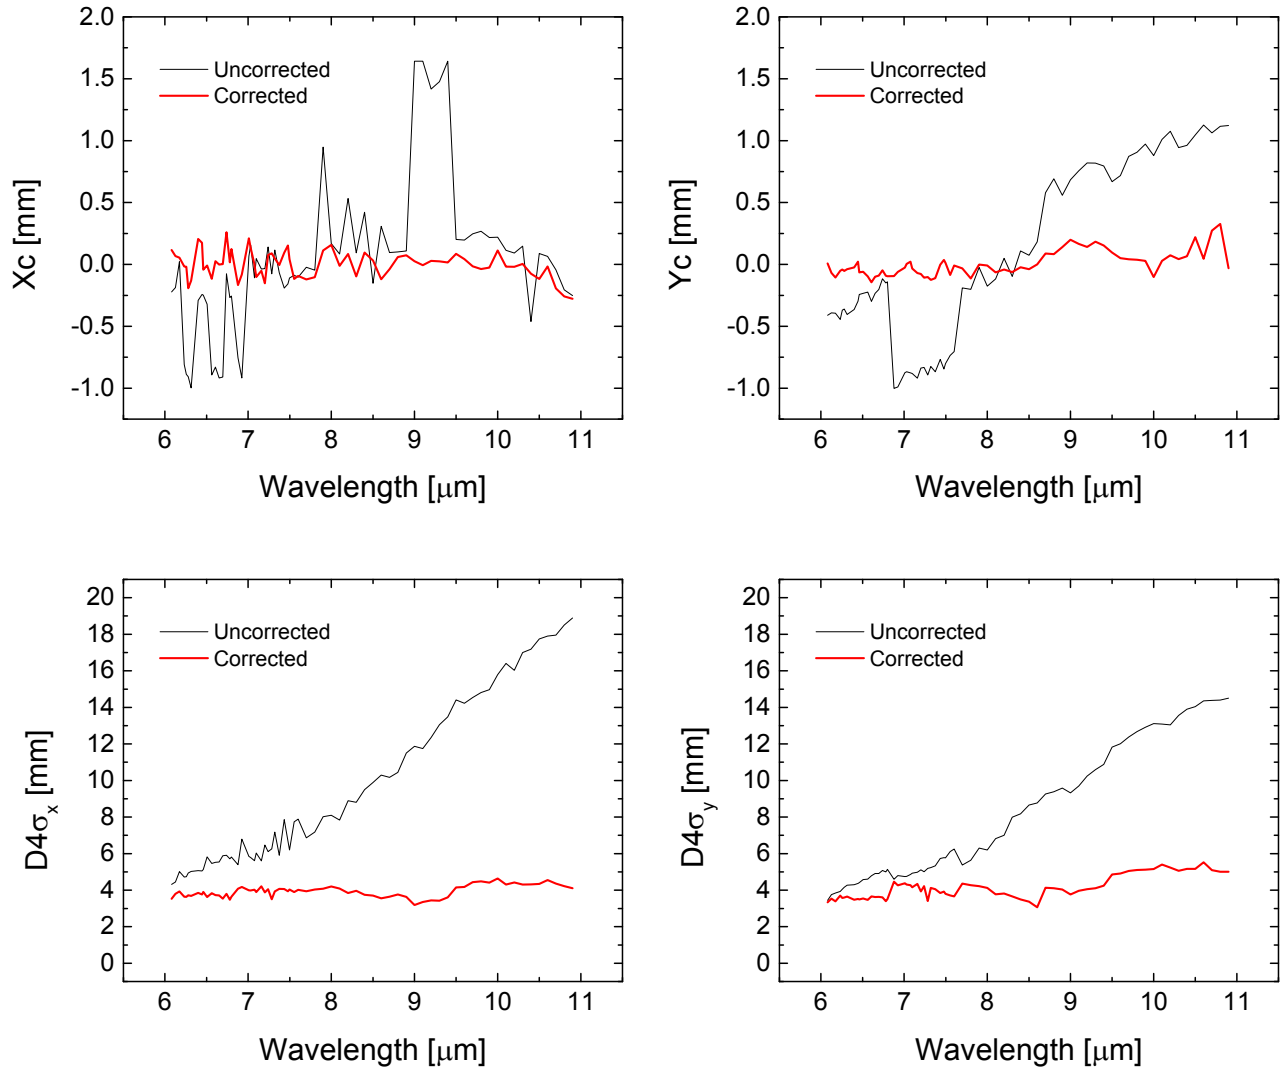 2.0
1.5
1.0
0.5
0.0
-0.5
-1.0
Xc [mm]
Uncorrected
Corrected
6 7 8 9 10 11
Wavelength [μm]
2.0
1.5
1.0
0.5
0.0
-0.5
-1.0
Yc [mm]
Uncorrected
Corrected
6 7 8 9 10 11
Wavelength [μm]
20
18
16
14
12
10
8
6
4
2
0
D4σx [mm]
Uncorrected
Corrected
6 7 8 9 10 11
Wavelength [μm]
20
18
16
14
12
10
8
6
4
2
0
D4σy [mm]
Uncorrected
Corrected
6 7 8 9 10 11
Wavelength [μm]